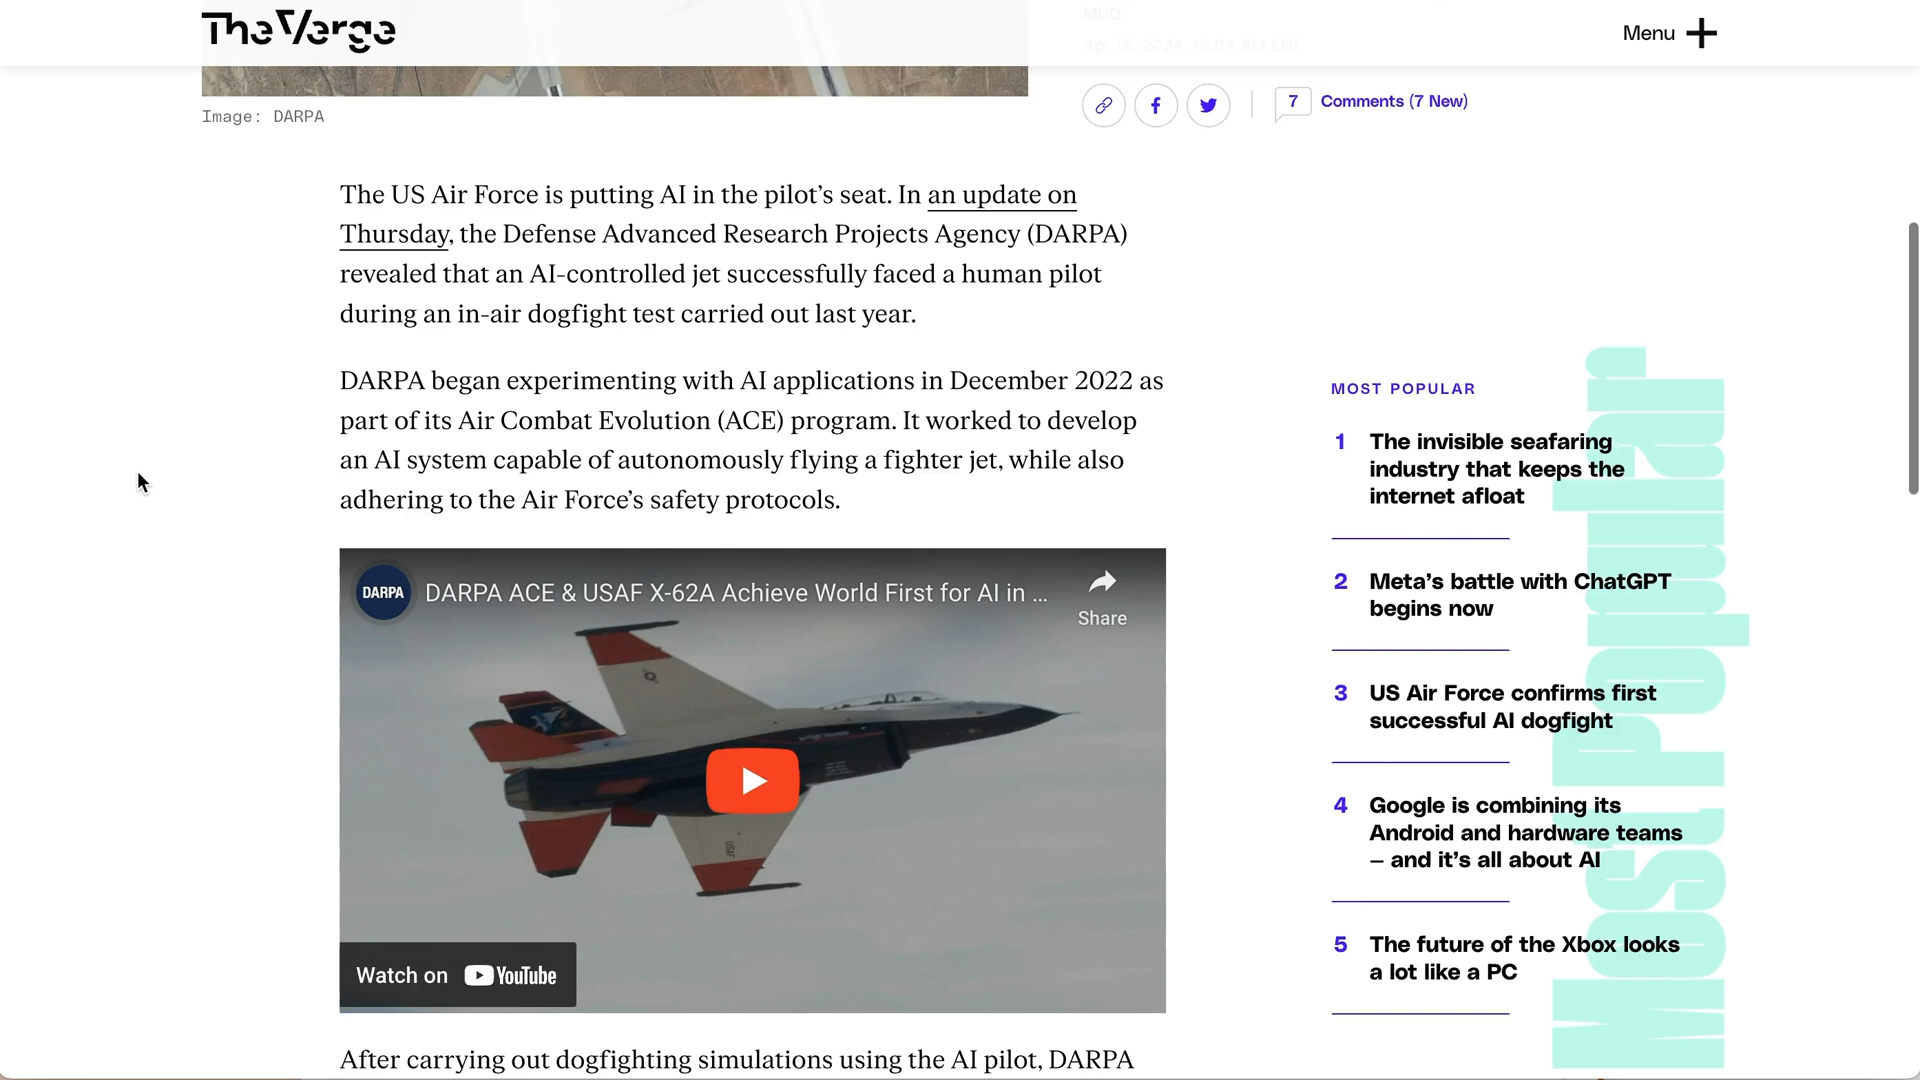 The Verge
Menu
MUO.
Apr 18, 2024, 10:04 AM EDT
Image: DARPA
7
Comments (7 New)
The US Air Force is putting AI in the pilot’s seat. In an update on
Thursday, the Defense Advanced Research Projects Agency (DARPA)
revealed that an AI-controlled jet successfully faced a human pilot
during an in-air dogfight test carried out last year.
DARPA began experimenting with AI applications in December 2022 as
part of its Air Combat Evolution (ACE) program. It worked to develop
an AI system capable of autonomously flying a fighter jet, while also
adhering to the Air Force’s safety protocols.
DARPA
DARPA ACE & USAF X-62A Achieve World First for AI in ...
Share
USAF
Watch on YouTube
After carrying out dogfighting simulations using the AI pilot, DARPA
Most Popular
MOST POPULAR
1 The invisible seafaring
industry that keeps the
internet afloat
2 Meta’s battle with ChatGPT
begins now
3 US Air Force confirms first
successful AI dogfight
4 Google is combining its
Android and hardware teams
— and it’s all about AI
5 The future of the Xbox looks
a lot like a PC